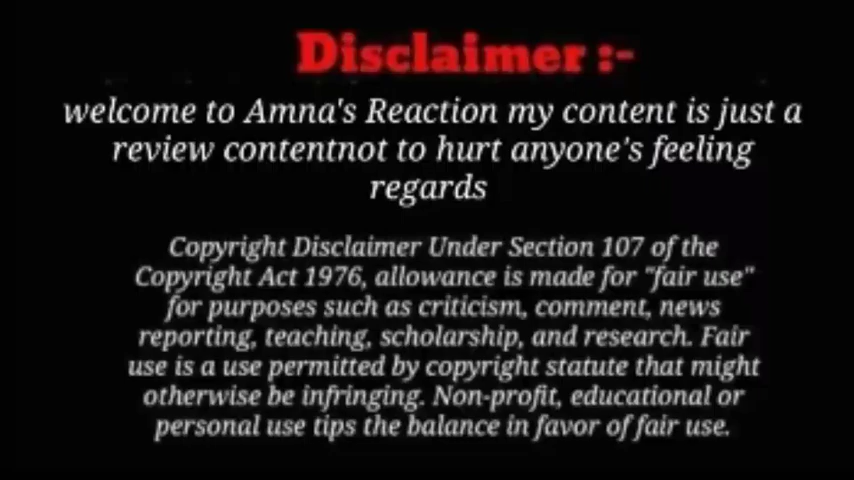 Disclaimer :-
welcome to Amna's Reaction my content is just a
review contentnot to hurt anyone's feeling
regards
Copyright Disclaimer Under Section 107 of the
Copyright Act 1976, allowance is made for "fair use"
for purposes such as criticism, comment, news
reporting, teaching, scholarship, and research. Fair
use is a use permitted by copyright statute that might
otherwise be infringing. Non-profit, educational or
personal use tips the balance in favor of fair use.